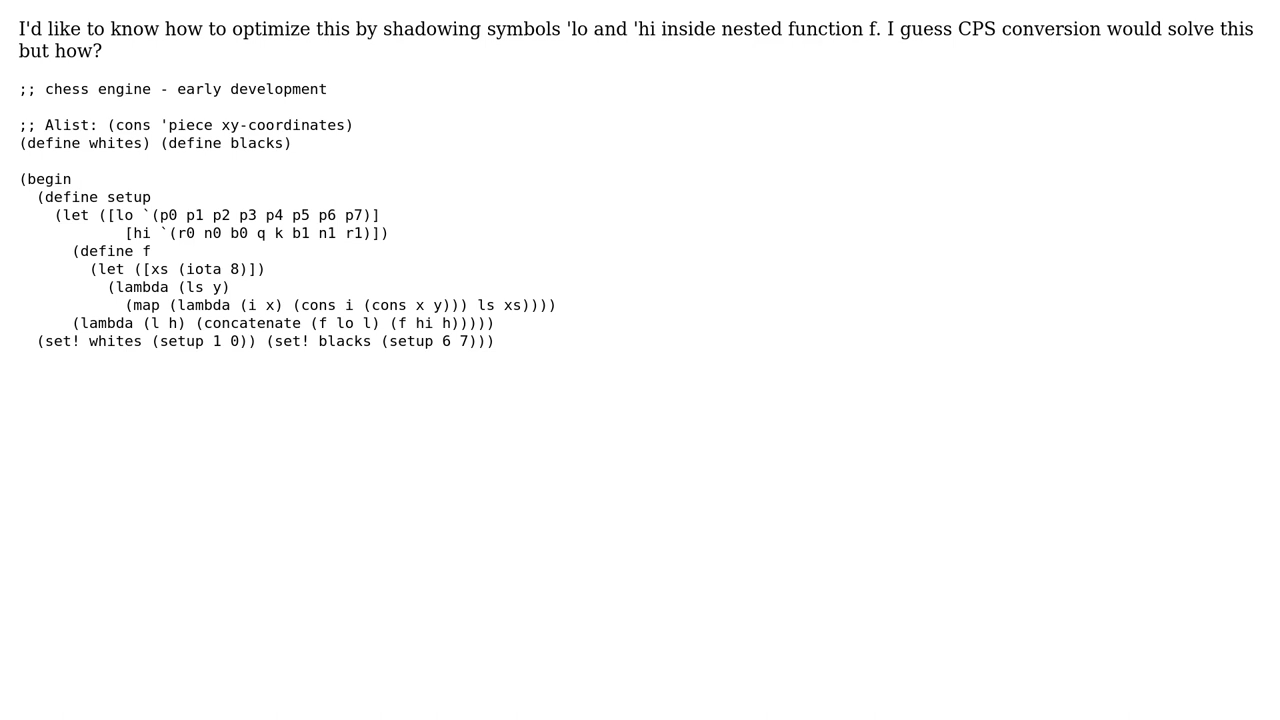 I'd like to know how to optimize this by shadowing symbols 'lo and 'hi inside nested function f. I guess CPS conversion would solve this
but how?
;; chess engine - early development
;; Alist: (cons 'piece xy-coordinates)
(define whites) (define blacks)
(begin
  (define setup
    (let ([lo `(p0 p1 p2 p3 p4 p5 p6 p7)]
            [hi `(r0 n0 b0 q k b1 n1 r1)])
      (define f
        (let ([xs (iota 8)])
          (lambda (ls y)
            (map (lambda (i x) (cons i (cons x y))) ls xs))))
      (lambda (l h) (concatenate (f lo l) (f hi h)))))
  (set! whites (setup 1 0)) (set! blacks (setup 6 7)))